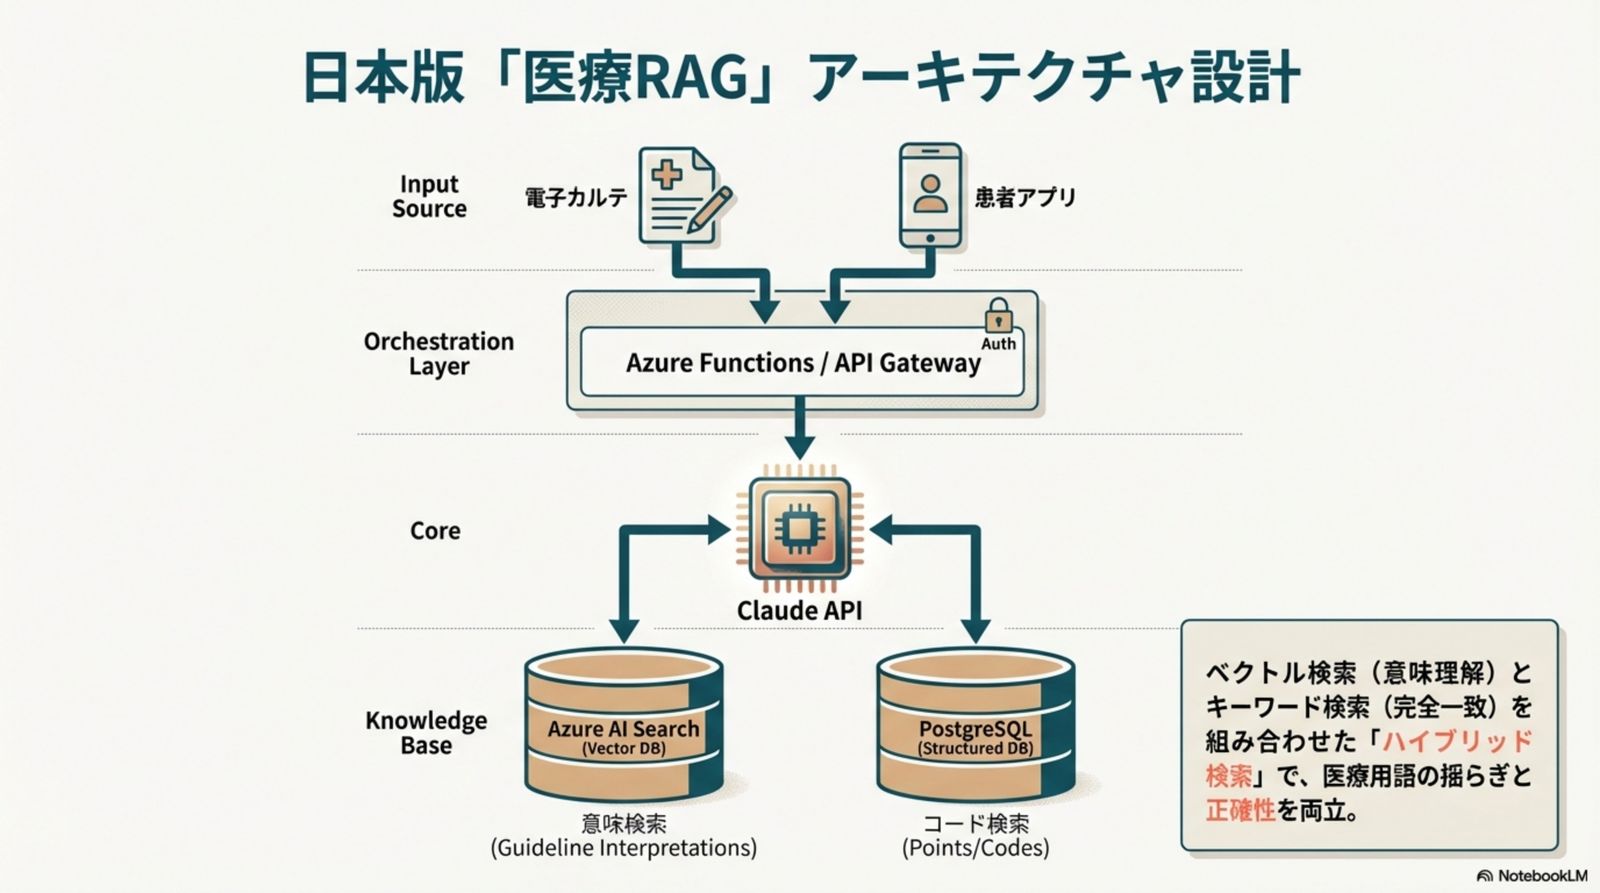 日本版「医療RAG」アーキテクチャ設計
Input
Source
電子カルテ
患者アプリ
Orchestration
Layer
Auth
Azure Functions / API Gateway
Core
Claude API
Knowledge
Base
Azure AI Search
(Vector DB)
意味検索
(Guideline Interpretations)
PostgreSQL
(Structured DB)
コード検索
(Points/Codes)
ベクトル検索（意味理解）と
キーワード検索（完全一致）を
組み合わせた「ハイブリッド
検索」で、医療用語の揺らぎと
正確性を両立。
NotebookLM